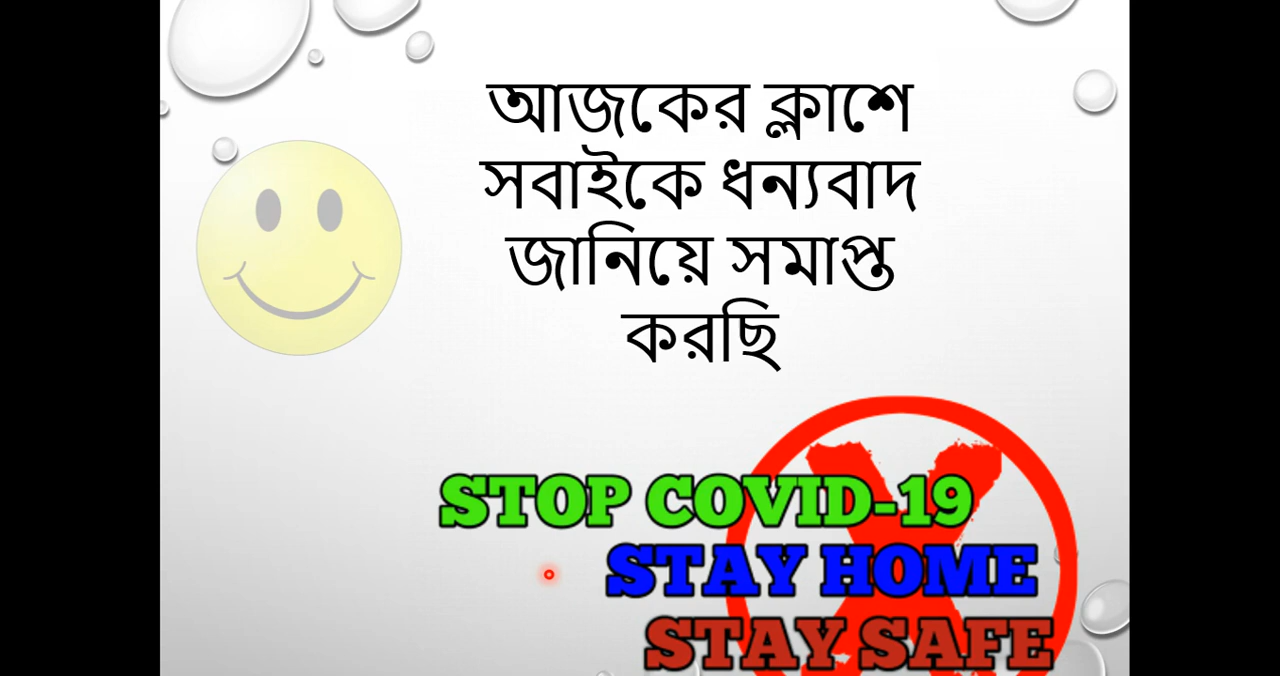 আজকের ক্লাশে
সবাইকে ধন্যবাদ
জানিয়ে সমাপ্ত
করছি
STOP COVID-19
STAY HOME
STAY SAFE